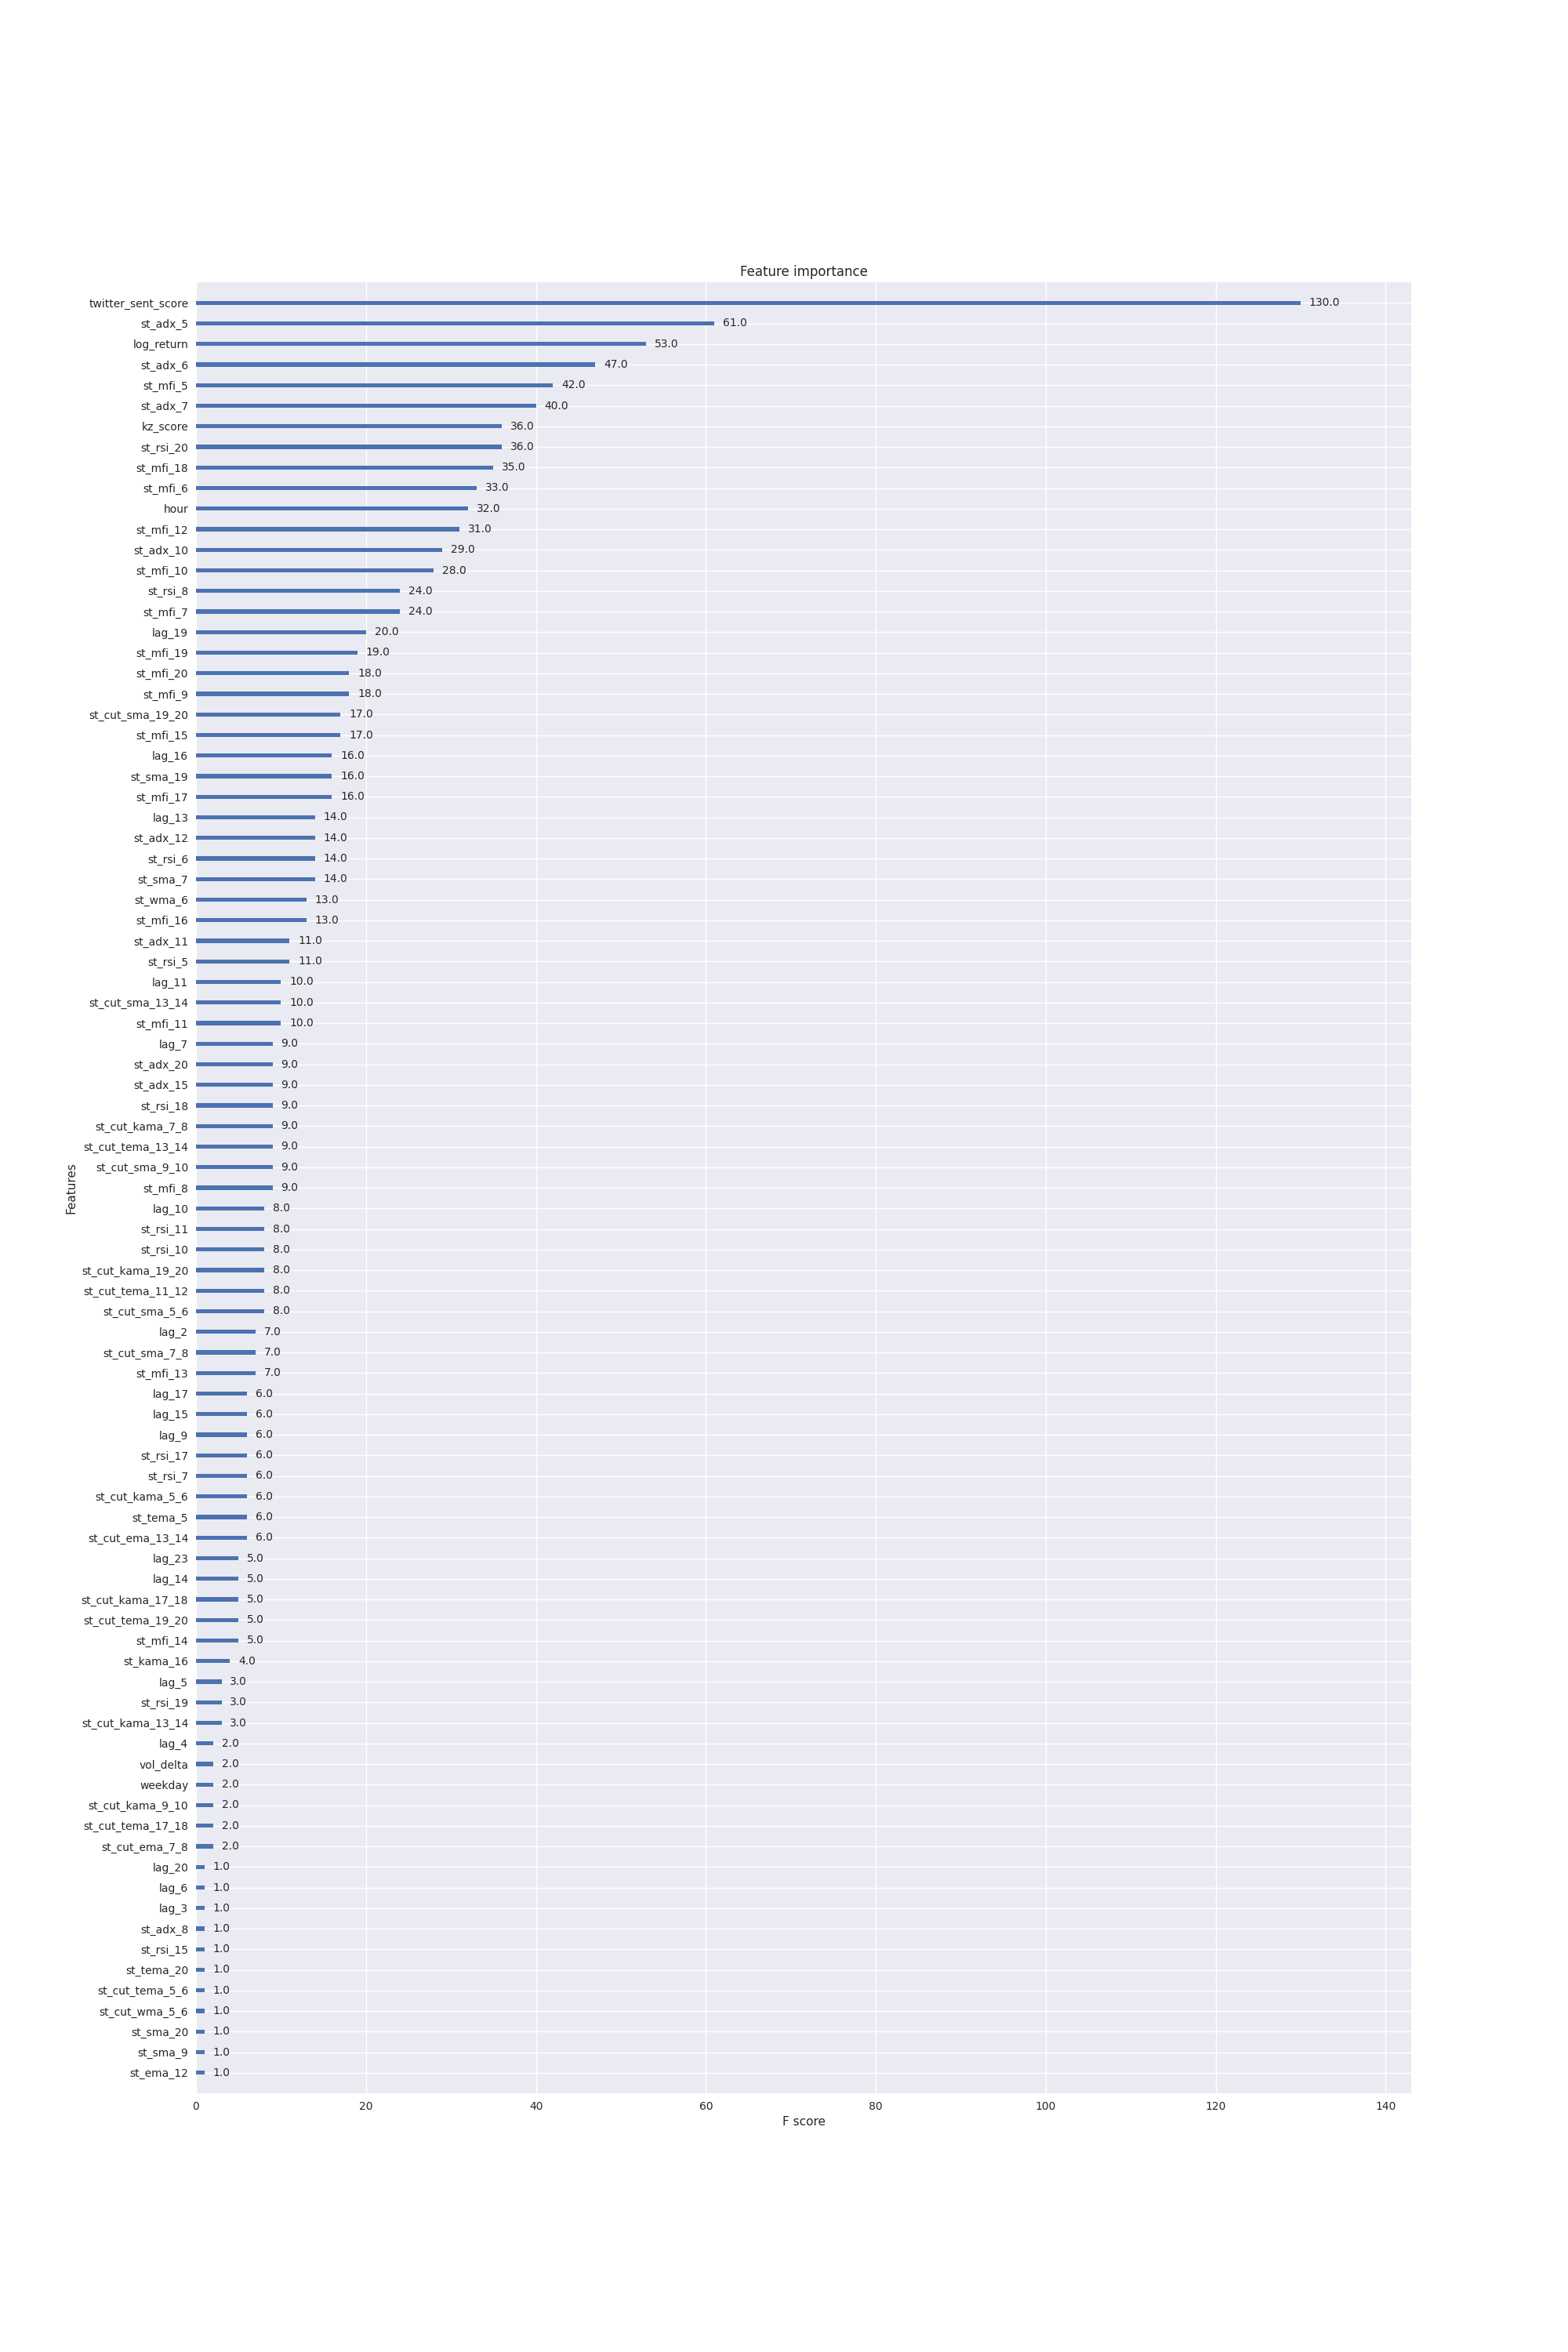 Feature importance
twitter_sent_score 130.0
st_adx_5 61.0
log_return 53.0
st_adx_6 47.0
st_mfi_5 42.0
st_adx_7 40.0
kz_score 36.0
st_rsi_20 36.0
st_mfi_18 35.0
st_mfi_6 33.0
hour 32.0
st_mfi_12 31.0
st_adx_10 29.0
st_mfi_10 28.0
st_rsi_8 24.0
st_mfi_7 24.0
lag_19 20.0
st_mfi_19 19.0
st_mfi_20 18.0
st_mfi_9 18.0
st_cut_sma_19_20 17.0
st_mfi_15 17.0
lag_16 16.0
st_sma_19 16.0
st_mfi_17 16.0
lag_13 14.0
st_adx_12 14.0
st_rsi_6 14.0
st_sma_7 14.0
st_wma_6 13.0
st_mfi_16 13.0
st_adx_11 11.0
st_rsi_5 11.0
lag_11 10.0
st_cut_sma_13_14 10.0
st_mfi_11 10.0
lag_7 9.0
st_adx_20 9.0
st_adx_15 9.0
st_rsi_18 9.0
st_cut_kama_7_8 9.0
st_cut_tema_13_14 9.0
st_cut_sma_9_10 9.0
st_mfi_8 9.0
Features
lag_10 8.0
st_rsi_11 8.0
st_rsi_10 8.0
st_cut_kama_19_20 8.0
st_cut_tema_11_12 8.0
st_cut_sma_5_6 8.0
lag_2 7.0
st_cut_sma_7_8 7.0
st_mfi_13 7.0
lag_17 6.0
lag_15 6.0
lag_9 6.0
st_rsi_17 6.0
st_rsi_7 6.0
st_cut_kama_5_6 6.0
st_tema_5 6.0
st_cut_ema_13_14 6.0
lag_23 5.0
lag_14 5.0
st_cut_kama_17_18 5.0
st_cut_tema_19_20 5.0
st_mfi_14 5.0
st_kama_16 4.0
lag_5 3.0
st_rsi_19 3.0
st_cut_kama_13_14 3.0
lag_4 2.0
vol_delta 2.0
weekday 2.0
st_cut_kama_9_10 2.0
st_cut_tema_17_18 2.0
st_cut_ema_7_8 2.0
lag_20 1.0
lag_6 1.0
lag_3 1.0
st_adx_8 1.0
st_rsi_15 1.0
st_tema_20 1.0
st_cut_tema_5_6 1.0
st_cut_wma_5_6 1.0
st_sma_20 1.0
st_sma_9 1.0
st_ema_12 1.0
0 20 40 60 80 100 120 140
F score